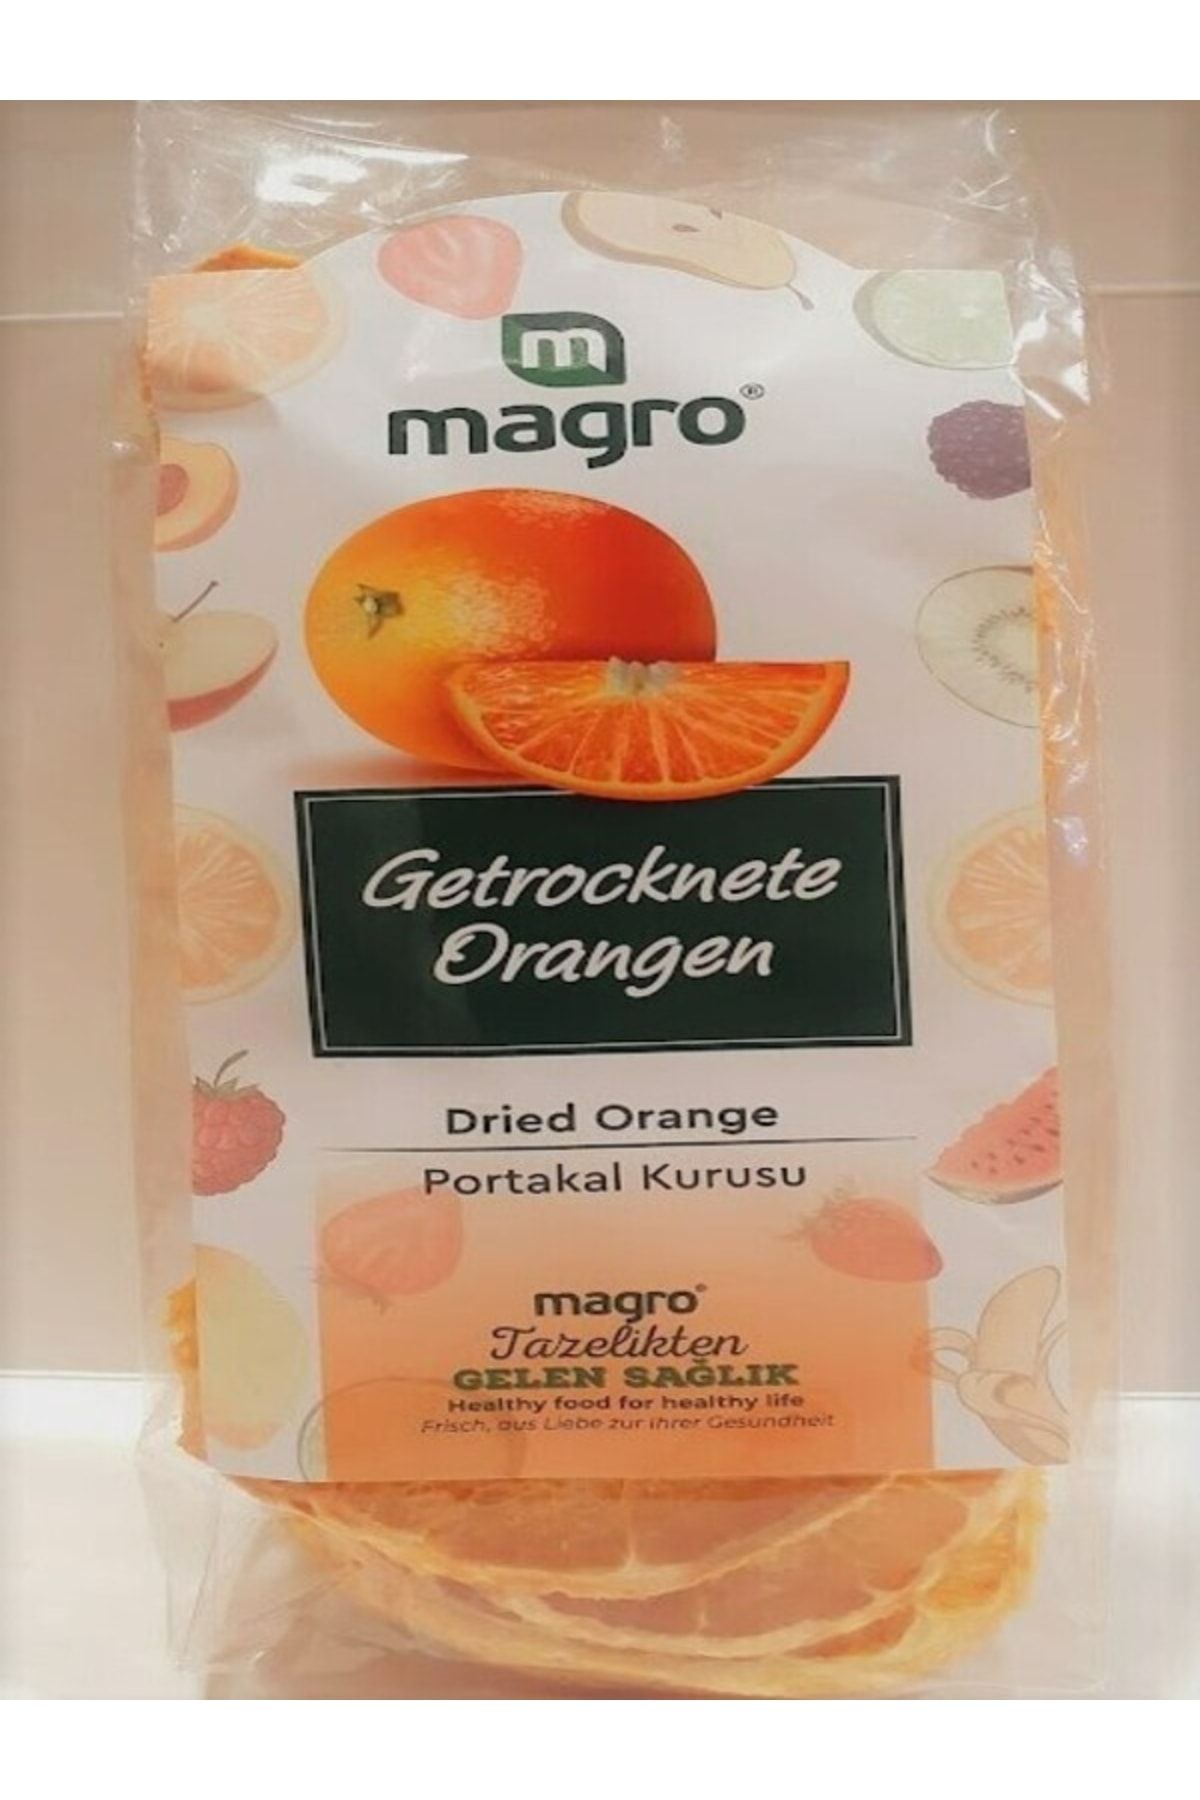 m
magro®
Getrocknete
Orangen
Dried Orange
Portakal Kurusu
magro®
Tazelikten
GELEN SAĞLIK
Healthy food for healthy life
Frisch, aus Liebe zur Ihrer Gesundheit